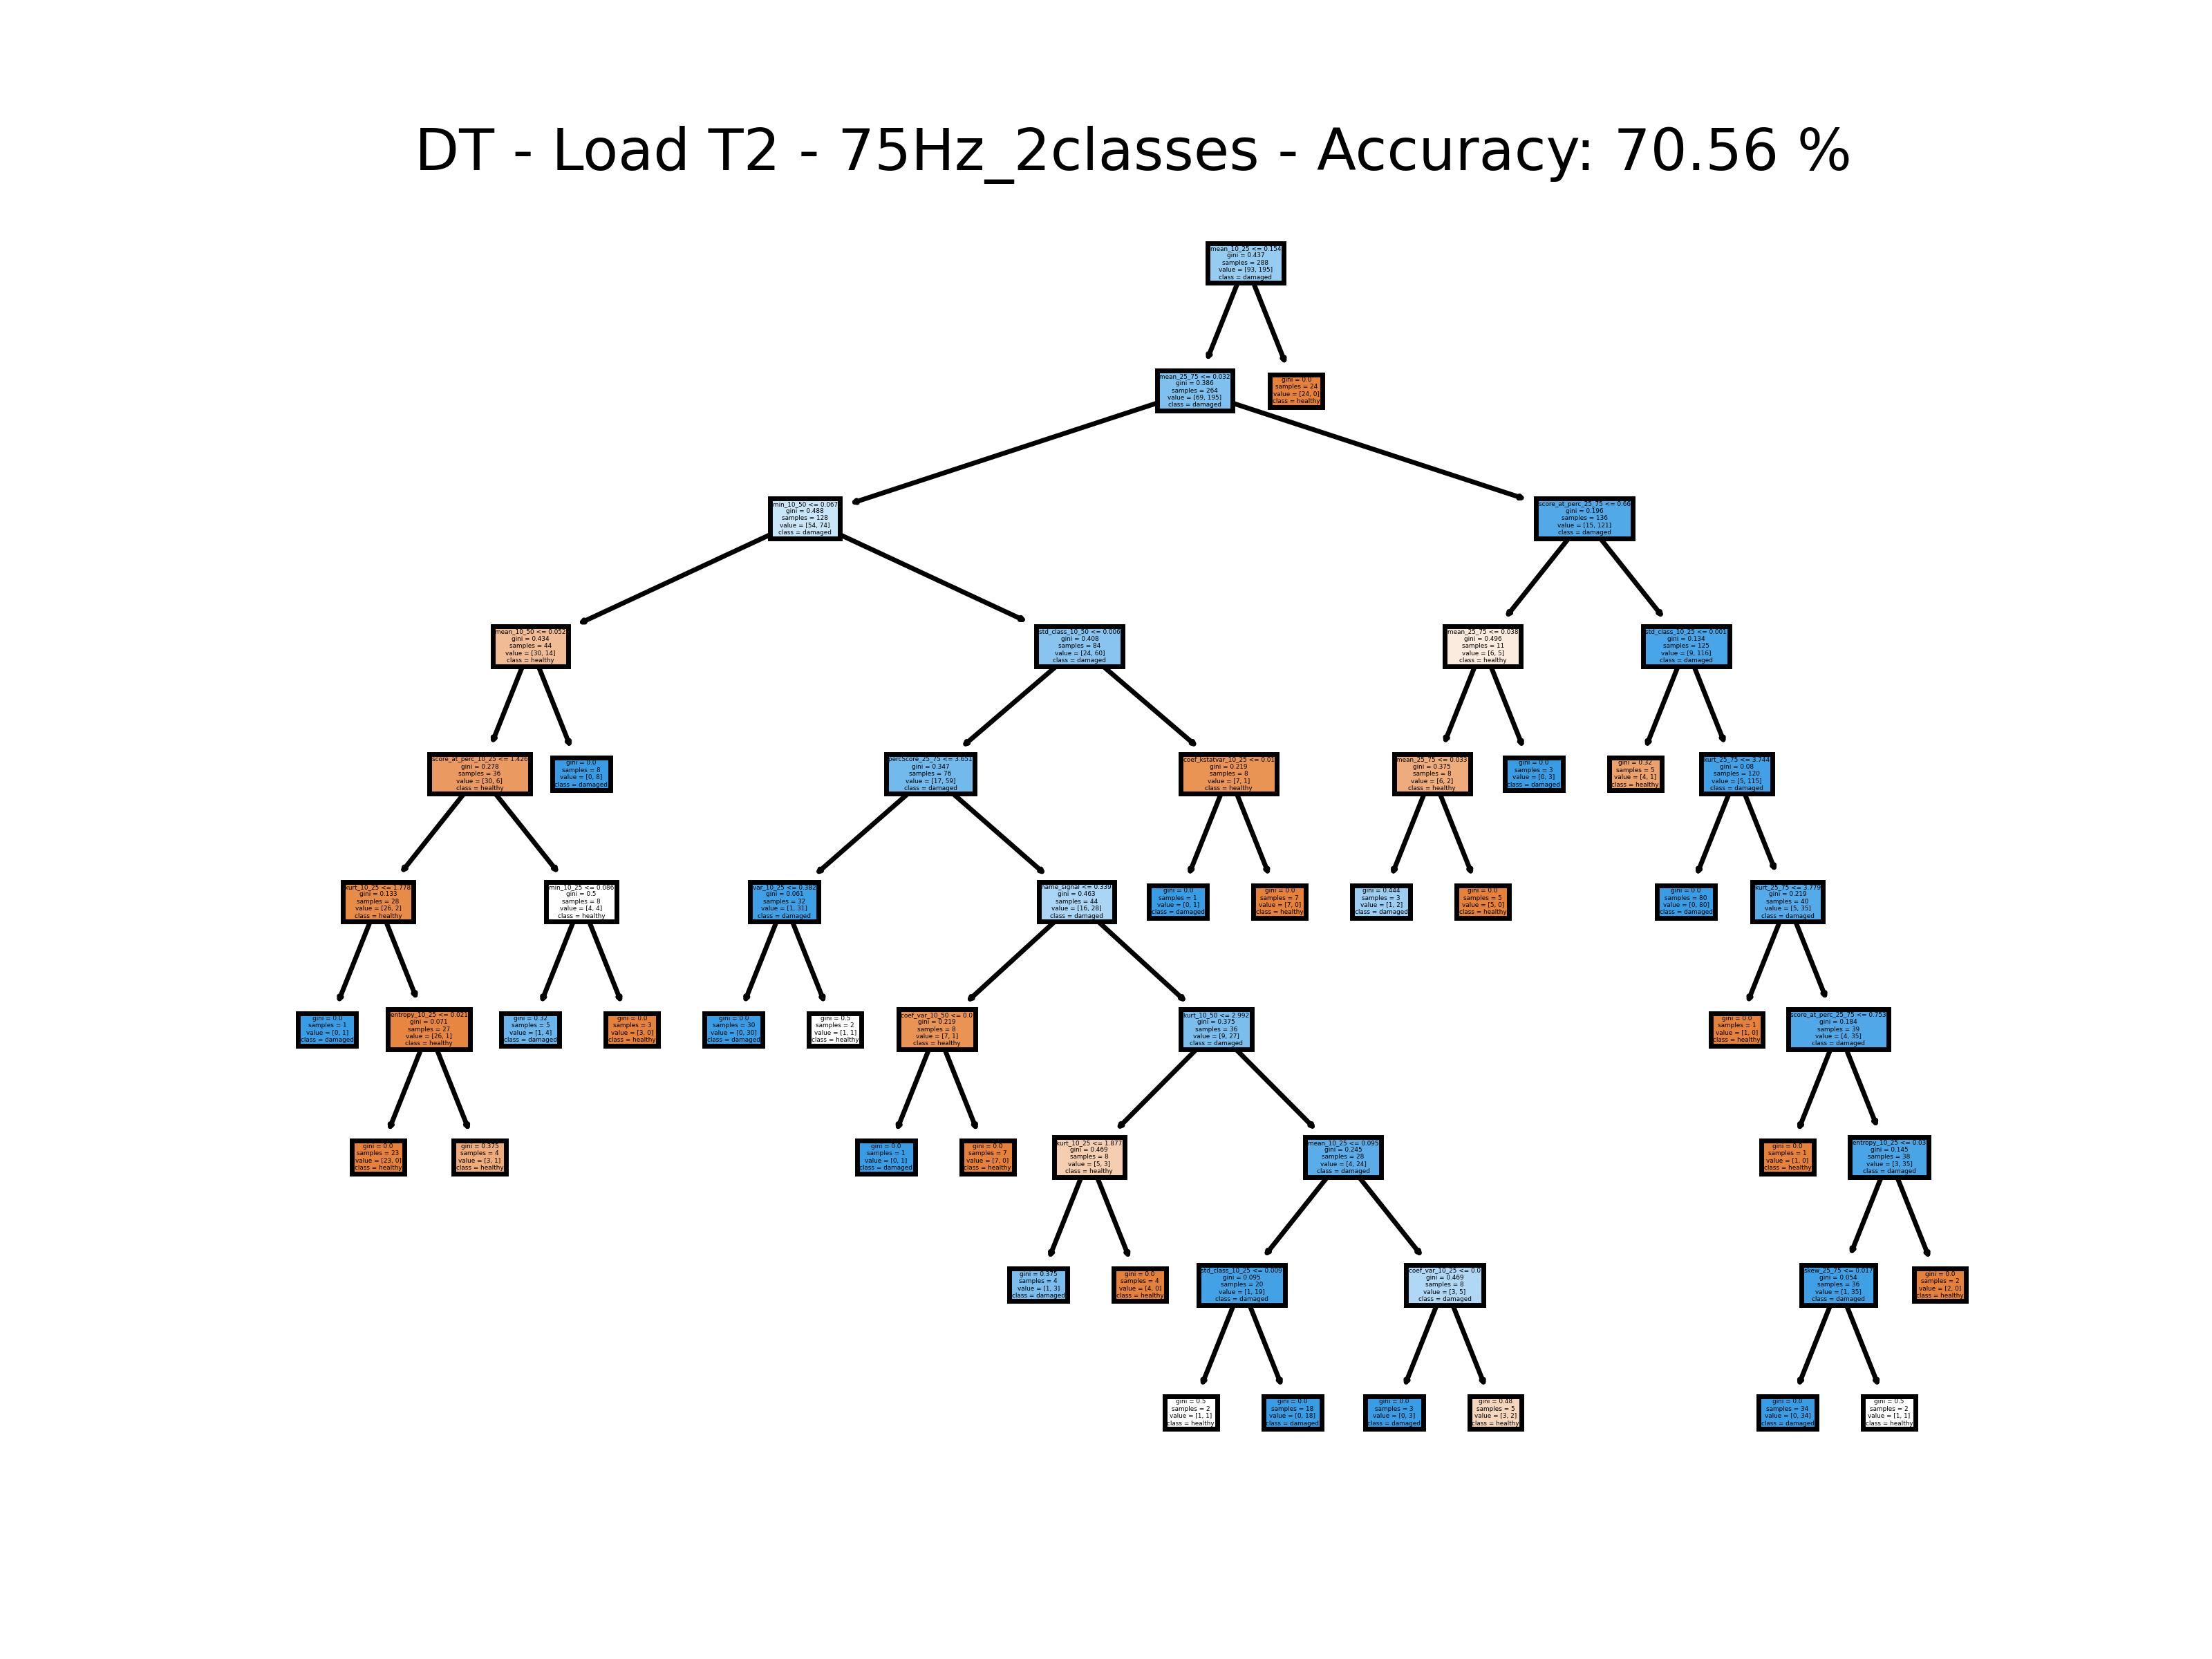 DT - Load T2 - 75Hz_2classes - Accuracy: 70.56 %
mean_10_25 <= 0.154
gini = 0.437
samples = 288
value = [93, 195]
class = damaged
mean_25_75 <= 0.032
gini = 0.386
samples = 264
value = [69, 195]
class = damaged
gini = 0.0
samples = 24
value = [24, 0]
class = healthy
min_10_50 <= 0.067
gini = 0.488
samples = 128
value = [54, 74]
class = damaged
score_at_perc_25_75 <= 0.66
gini = 0.196
samples = 136
value = [15, 121]
class = damaged
mean_10_50 <= 0.052
gini = 0.434
samples = 44
value = [30, 14]
class = healthy
std_class_10_50 <= 0.006
gini = 0.408
samples = 84
value = [24, 60]
class = damaged
mean_25_75 <= 0.038
gini = 0.496
samples = 11
value = [6, 5]
class = healthy
std_class_10_25 <= 0.001
gini = 0.134
samples = 125
value = [9, 116]
class = damaged
score_at_perc_10_25 <= 1.426
gini = 0.278
samples = 36
value = [30, 6]
class = healthy
gini = 0.0
samples = 8
value = [0, 8]
class = damaged
percScore_25_75 <= 3.651
gini = 0.347
samples = 76
value = [17, 59]
class = damaged
coef_kstatvar_10_25 <= 0.01
gini = 0.219
samples = 8
value = [7, 1]
class = healthy
mean_25_75 <= 0.033
gini = 0.375
samples = 8
value = [6, 2]
class = healthy
gini = 0.0
samples = 3
value = [0, 3]
class = damaged
gini = 0.32
samples = 5
value = [4, 1]
class = healthy
kurt_25_75 <= 3.744
gini = 0.08
samples = 120
value = [5, 115]
class = damaged
kurt_10_25 <= 1.778
gini = 0.133
samples = 28
value = [26, 2]
class = healthy
min_10_25 <= 0.086
gini = 0.5
samples = 8
value = [4, 4]
class = healthy
var_10_25 <= 0.382
gini = 0.061
samples = 32
value = [1, 31]
class = damaged
name_signal <= 0.339
gini = 0.463
samples = 44
value = [16, 28]
class = damaged
gini = 0.0
samples = 1
value = [0, 1]
class = damaged
gini = 0.0
samples = 7
value = [7, 0]
class = healthy
gini = 0.444
samples = 3
value = [1, 2]
class = damaged
gini = 0.0
samples = 5
value = [5, 0]
class = healthy
gini = 0.0
samples = 80
value = [0, 80]
class = damaged
kurt_25_75 <= 3.779
gini = 0.219
samples = 40
value = [5, 35]
class = damaged
gini = 0.0
samples = 1
value = [0, 1]
class = damaged
entropy_10_25 <= 0.021
gini = 0.071
samples = 27
value = [26, 1]
class = healthy
gini = 0.32
samples = 5
value = [1, 4]
class = damaged
gini = 0.0
samples = 3
value = [3, 0]
class = healthy
gini = 0.0
samples = 30
value = [0, 30]
class = damaged
gini = 0.5
samples = 2
value = [1, 1]
class = healthy
coef_var_10_50 <= 0.0
gini = 0.219
samples = 8
value = [7, 1]
class = healthy
kurt_10_50 <= 2.992
gini = 0.375
samples = 36
value = [9, 27]
class = damaged
gini = 0.0
samples = 1
value = [1, 0]
class = healthy
score_at_perc_25_75 <= 0.753
gini = 0.184
samples = 39
value = [4, 35]
class = damaged
gini = 0.0
samples = 23
value = [23, 0]
class = healthy
gini = 0.375
samples = 4
value = [3, 1]
class = healthy
gini = 0.0
samples = 1
value = [0, 1]
class = damaged
gini = 0.0
samples = 7
value = [7, 0]
class = healthy
kurt_10_25 <= 1.877
gini = 0.469
samples = 8
value = [5, 3]
class = healthy
mean_10_25 <= 0.095
gini = 0.245
samples = 28
value = [4, 24]
class = damaged
gini = 0.0
samples = 1
value = [1, 0]
class = healthy
entropy_10_25 <= 0.03
gini = 0.145
samples = 38
value = [3, 35]
class = damaged
gini = 0.375
samples = 4
value = [1, 3]
class = damaged
gini = 0.0
samples = 4
value = [4, 0]
class = healthy
std_class_10_25 <= 0.009
gini = 0.095
samples = 20
value = [1, 19]
class = damaged
coef_var_10_25 <= 0.0
gini = 0.469
samples = 8
value = [3, 5]
class = damaged
skew_25_75 <= 0.017
gini = 0.054
samples = 36
value = [1, 35]
class = damaged
gini = 0.0
samples = 2
value = [2, 0]
class = healthy
gini = 0.5
samples = 2
value = [1, 1]
class = healthy
gini = 0.0
samples = 18
value = [0, 18]
class = damaged
gini = 0.0
samples = 3
value = [0, 3]
class = damaged
gini = 0.48
samples = 5
value = [3, 2]
class = healthy
gini = 0.0
samples = 34
value = [0, 34]
class = damaged
gini = 0.5
samples = 2
value = [1, 1]
class = healthy